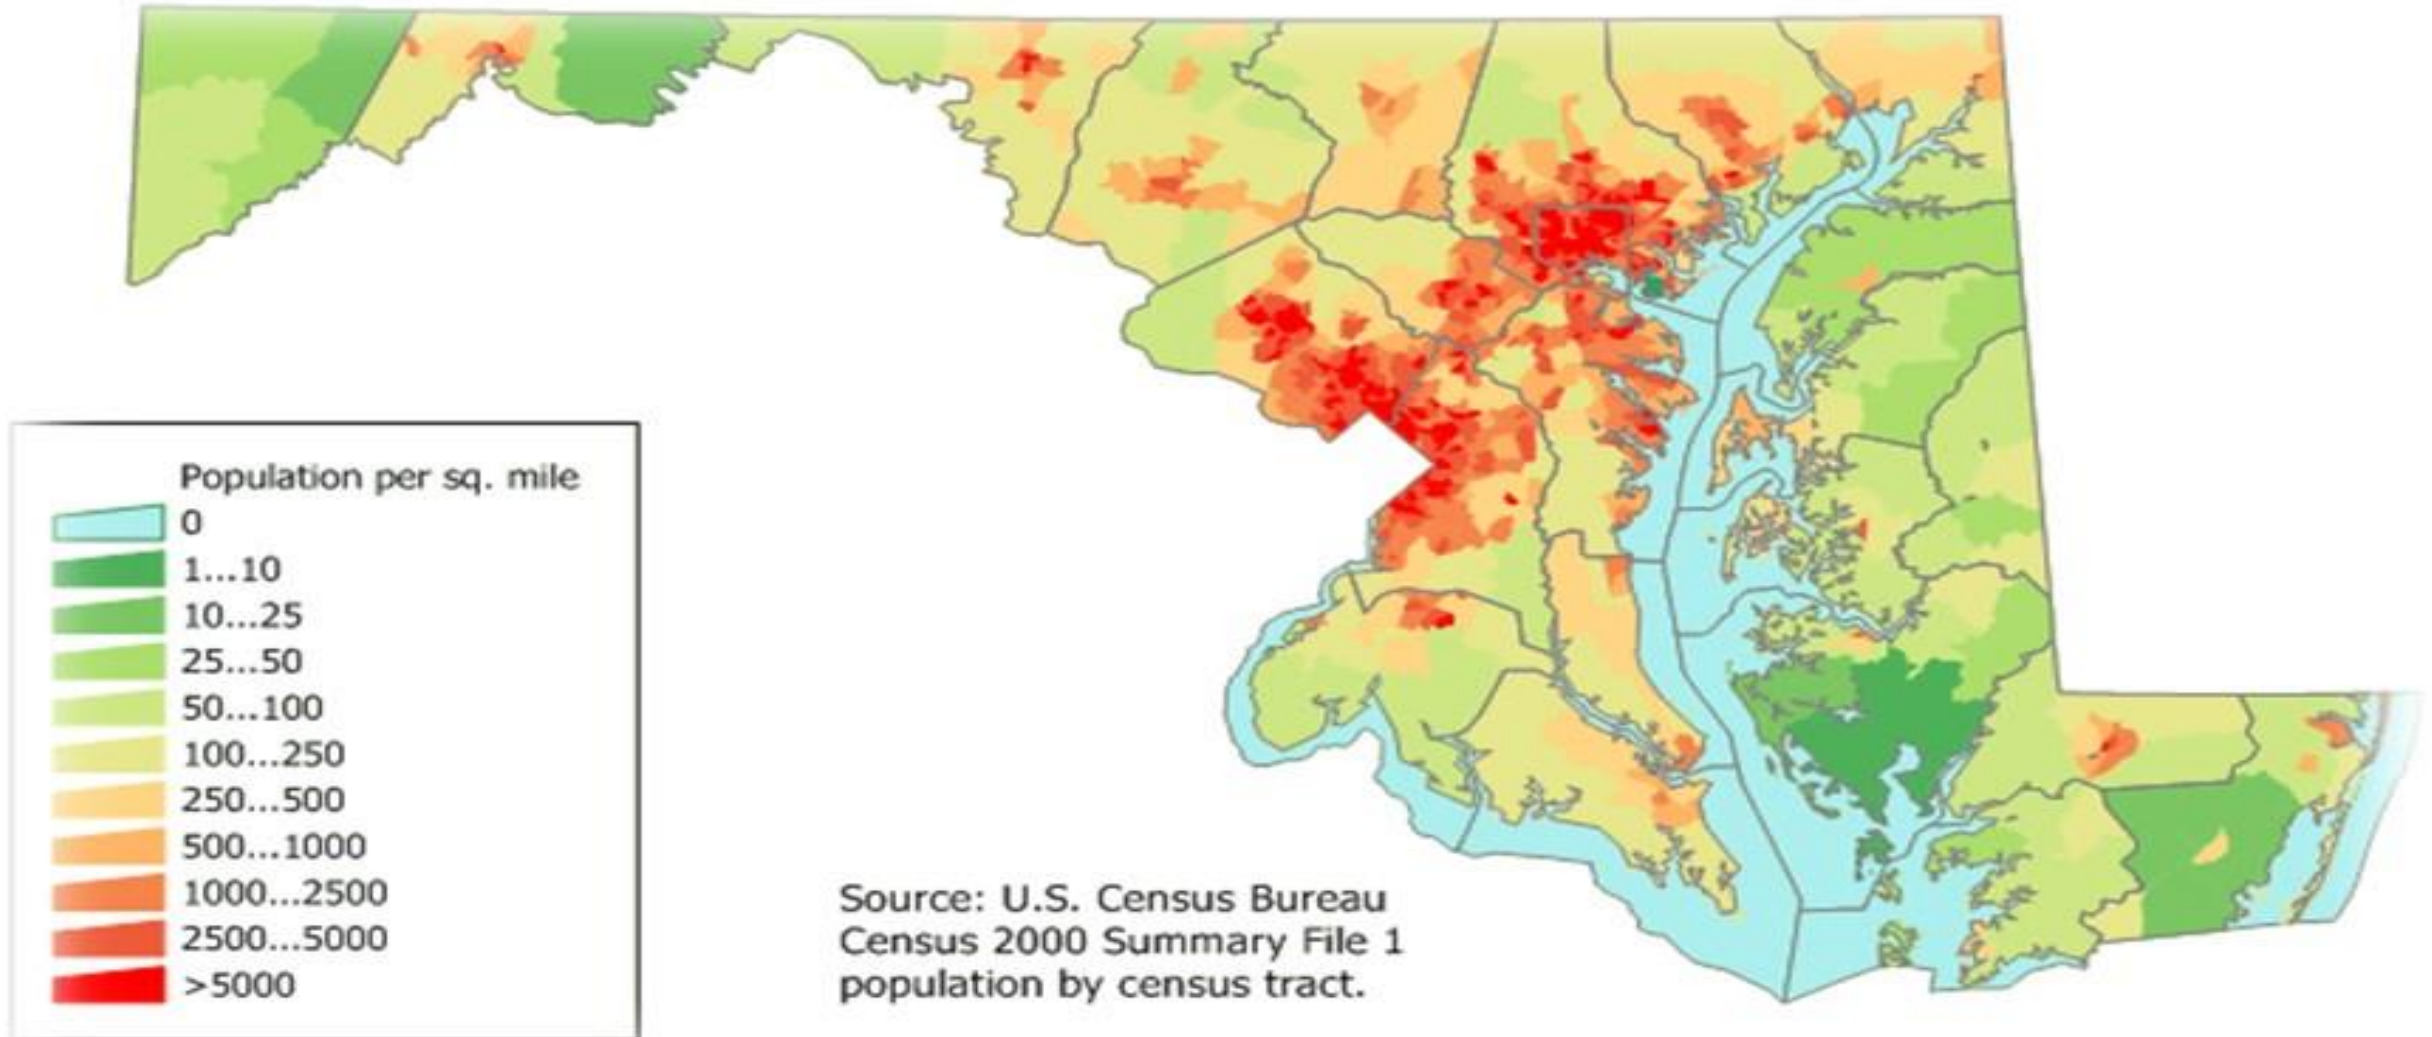 Population per sq. mile
0
1...10
10...25
25...50
50...100
100...250
250...500
500...1000
1000...2500
2500...5000
>5000
Source: U.S. Census Bureau
Census 2000 Summary File 1
population by census tract.